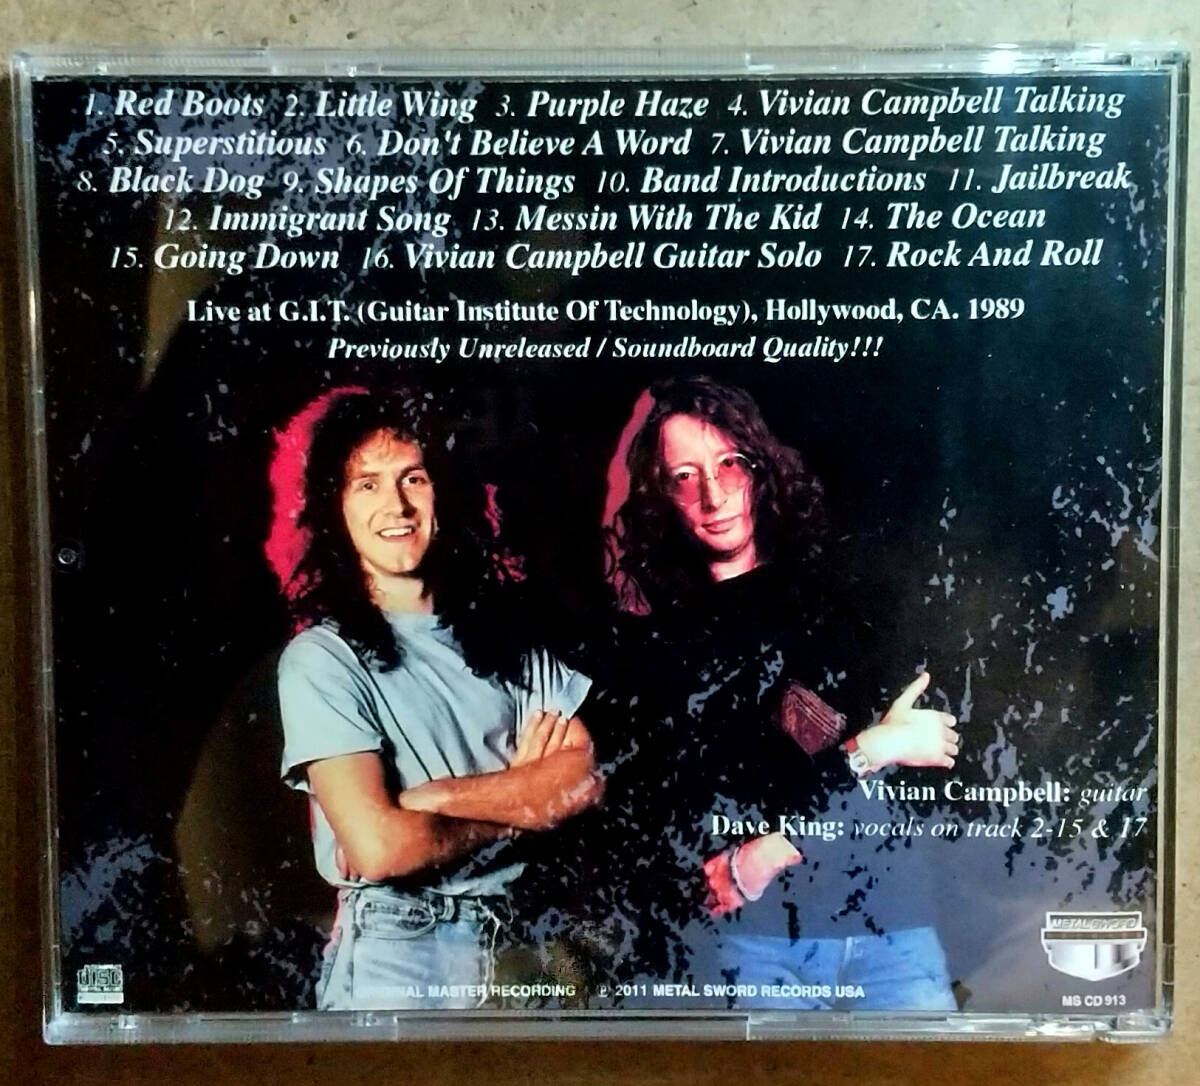 1. Red Boots 2. Little Wing 3. Purple Haze 4. Vivian Campbell Talking
5. Superstitious 6. Don't Believe A Word 7. Vivian Campbell Talking
8. Black Dog 9. Shapes Of Things 10. Band Introductions 11. Jailbreak
12. Immigrant Song 13. Messin With The Kid 14. The Ocean
15. Going Down 16. Vivian Campbell Guitar Solo 17. Rock And Roll
Live at G.I.T. (Guitar Institute Of Technology), Hollywood, CA. 1989
Previously Unreleased / Soundboard Quality!!!
Vivian Campbell: guitar
Dave King: vocals on track 2-15 & 17
METAL SWORD
disc
MASTER RECORDING ℗ 2011 METAL SWORD RECORDS USA
MS CD 913